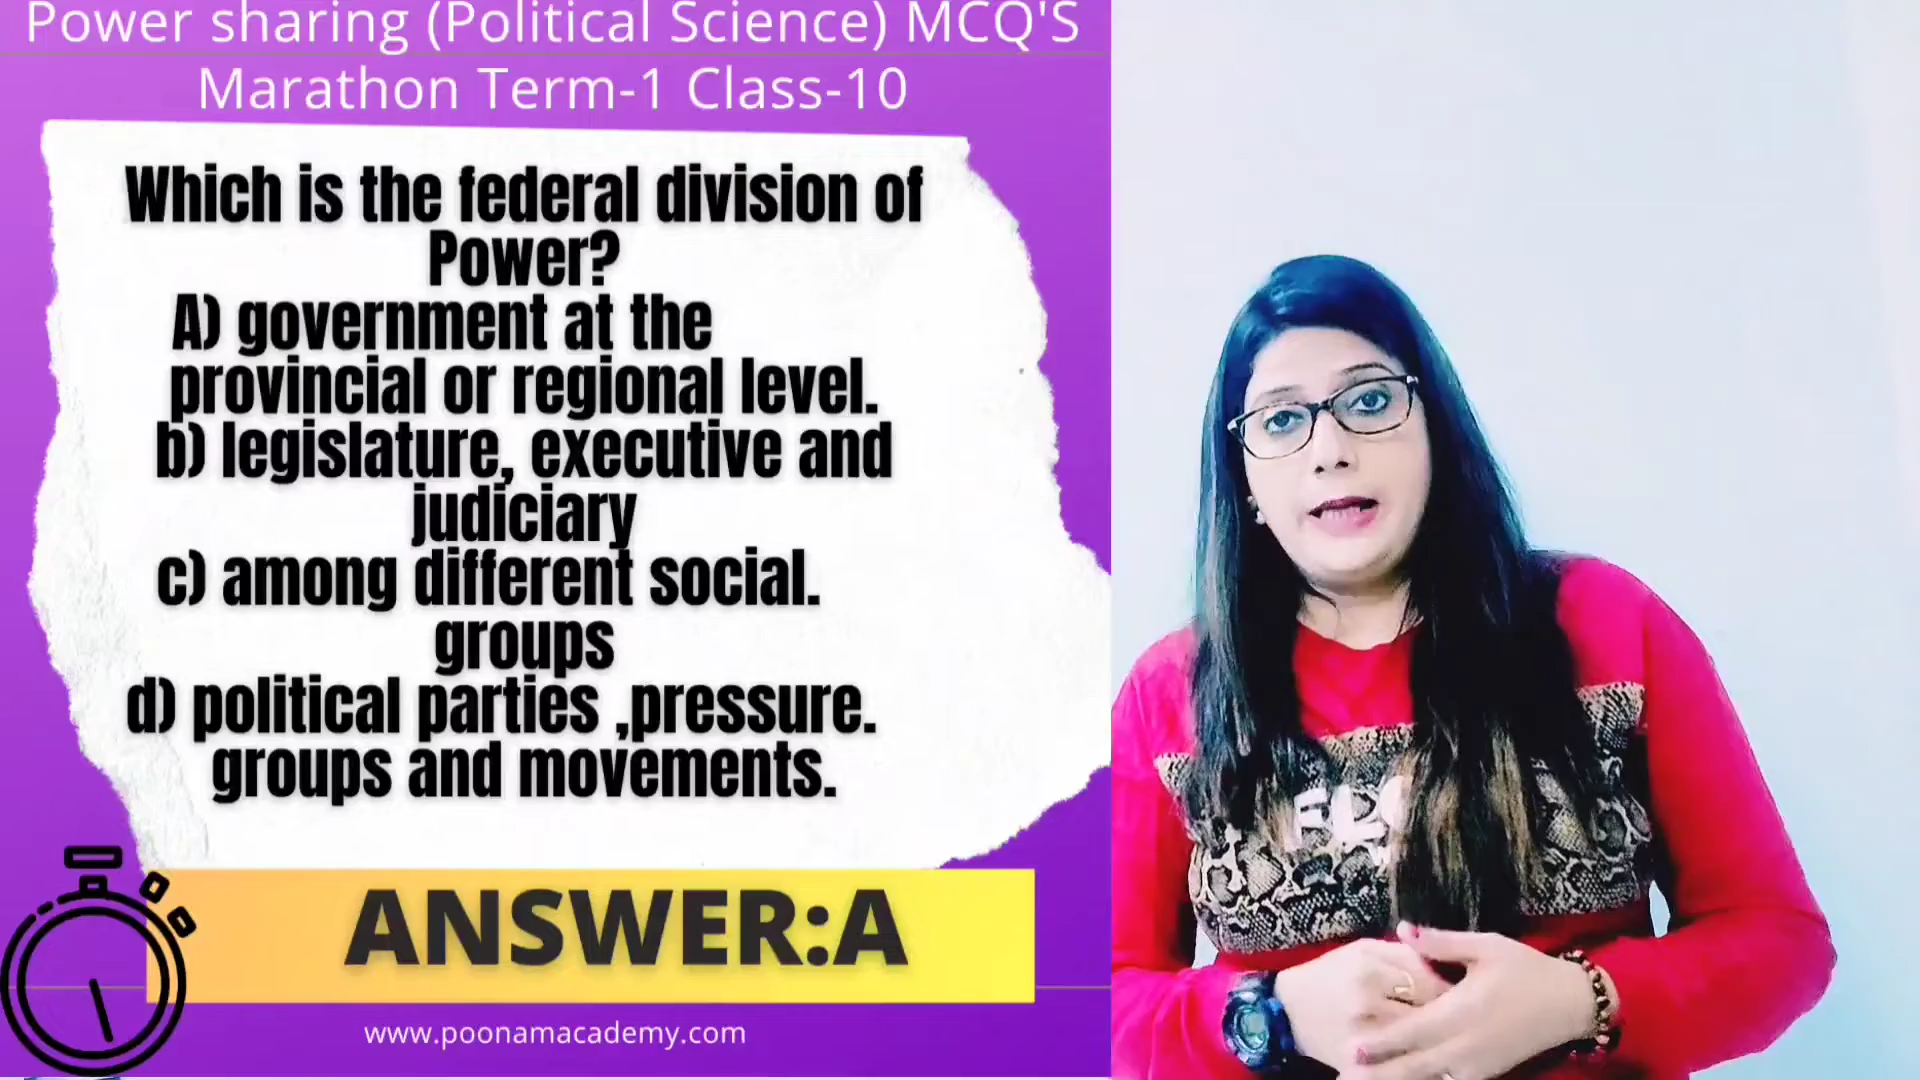 Power sharing (Political Science) MCQ'S
Marathon Term-1 Class-10
Which is the federal division of
Power?
A) government at the
provincial or regional level.
b) legislature, executive and
judiciary
c) among different social.
groups
d) political parties ,pressure.
groups and movements.
ANSWER:A
www.poonamacademy.com